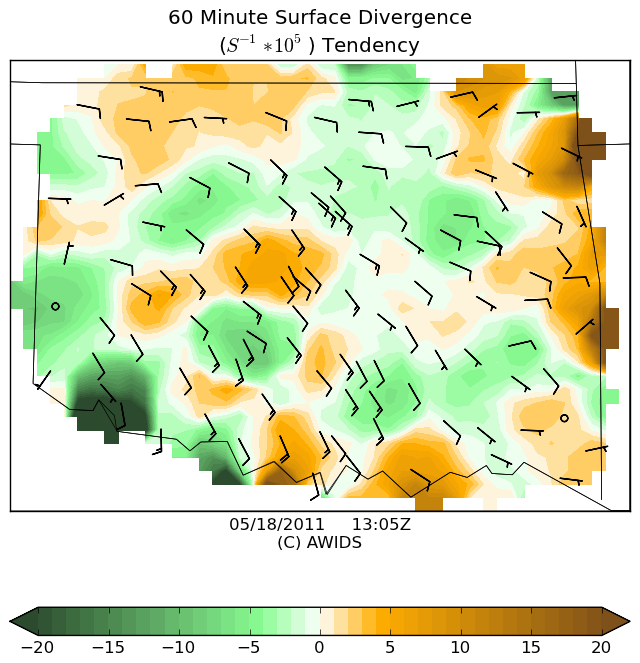 60 Minute Surface Divergence
(S⁻¹ *10⁵ ) Tendency
05/18/2011 13:05Z
(C) AWIDS
−20 −15 −10 −5 0 5 10 15 20